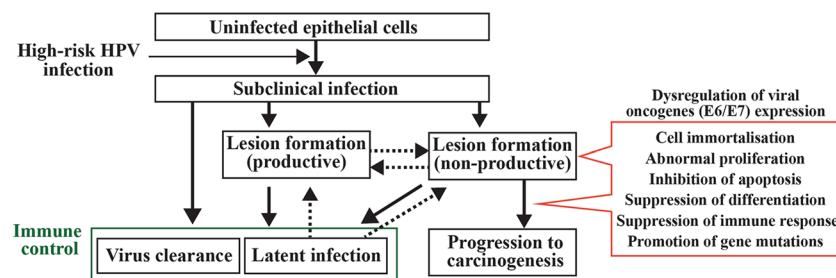 Uninfected epithelial cells
High-risk HPV
infection
Subclinical infection
Dysregulation of viral
oncogenes (E6/E7) expression
Lesion formation
(productive)
Lesion formation
(non-productive)
Cell immortalisation
Abnormal proliferation
Inhibition of apoptosis
Suppression of differentiation
Suppression of immune response
Promotion of gene mutations
Immune
control
Virus clearance
Latent infection
Progression to
carcinogenesis